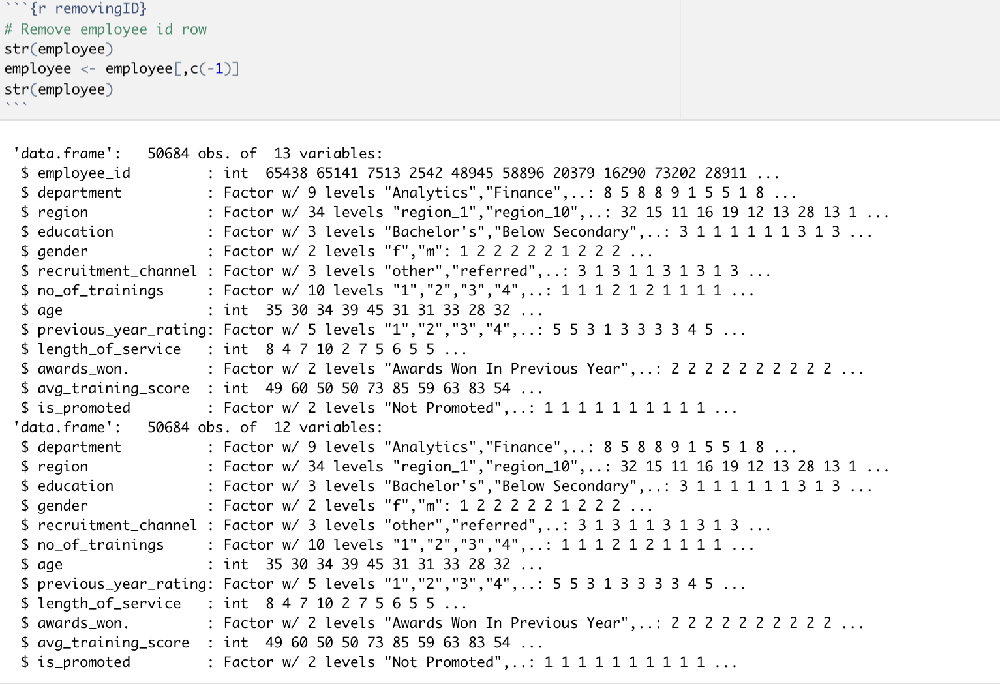 ```{r removingID}
# Remove employee id row
str(employee)
employee <- employee[,c(-1)]
str(employee)
```
'data.frame':   50684 obs. of  13 variables:
 $ employee_id         : int  65438 65141 7513 2542 48945 58896 20379 16290 73202 28911 ...
 $ department          : Factor w/ 9 levels "Analytics","Finance",..: 8 5 8 8 9 1 5 5 1 8 ...
 $ region              : Factor w/ 34 levels "region_1","region_10",..: 32 15 11 16 19 12 13 28 13 1 ...
 $ education           : Factor w/ 3 levels "Bachelor's","Below Secondary",..: 3 1 1 1 1 1 1 3 1 3 ...
 $ gender              : Factor w/ 2 levels "f","m": 1 2 2 2 2 2 1 2 2 2 ...
 $ recruitment_channel : Factor w/ 3 levels "other","referred",..: 3 1 3 1 1 3 1 3 1 3 ...
 $ no_of_trainings     : Factor w/ 10 levels "1","2","3","4",..: 1 1 1 2 1 2 1 1 1 1 ...
 $ age                 : int  35 30 34 39 45 31 31 33 28 32 ...
 $ previous_year_rating: Factor w/ 5 levels "1","2","3","4",..: 5 5 3 1 3 3 3 3 4 5 ...
 $ length_of_service   : int  8 4 7 10 2 7 5 6 5 5 ...
 $ awards_won.         : Factor w/ 2 levels "Awards Won In Previous Year",..: 2 2 2 2 2 2 2 2 2 2 ...
 $ avg_training_score  : int  49 60 50 50 73 85 59 63 83 54 ...
 $ is_promoted         : Factor w/ 2 levels "Not Promoted",..: 1 1 1 1 1 1 1 1 1 1 ...
'data.frame':   50684 obs. of  12 variables:
 $ department          : Factor w/ 9 levels "Analytics","Finance",..: 8 5 8 8 9 1 5 5 1 8 ...
 $ region              : Factor w/ 34 levels "region_1","region_10",..: 32 15 11 16 19 12 13 28 13 1 ...
 $ education           : Factor w/ 3 levels "Bachelor's","Below Secondary",..: 3 1 1 1 1 1 1 3 1 3 ...
 $ gender              : Factor w/ 2 levels "f","m": 1 2 2 2 2 2 1 2 2 2 ...
 $ recruitment_channel : Factor w/ 3 levels "other","referred",..: 3 1 3 1 1 3 1 3 1 3 ...
 $ no_of_trainings     : Factor w/ 10 levels "1","2","3","4",..: 1 1 1 2 1 2 1 1 1 1 ...
 $ age                 : int  35 30 34 39 45 31 31 33 28 32 ...
 $ previous_year_rating: Factor w/ 5 levels "1","2","3","4",..: 5 5 3 1 3 3 3 3 4 5 ...
 $ length_of_service   : int  8 4 7 10 2 7 5 6 5 5 ...
 $ awards_won.         : Factor w/ 2 levels "Awards Won In Previous Year",..: 2 2 2 2 2 2 2 2 2 2 ...
 $ avg_training_score  : int  49 60 50 50 73 85 59 63 83 54 ...
 $ is_promoted         : Factor w/ 2 levels "Not Promoted",..: 1 1 1 1 1 1 1 1 1 1 ...